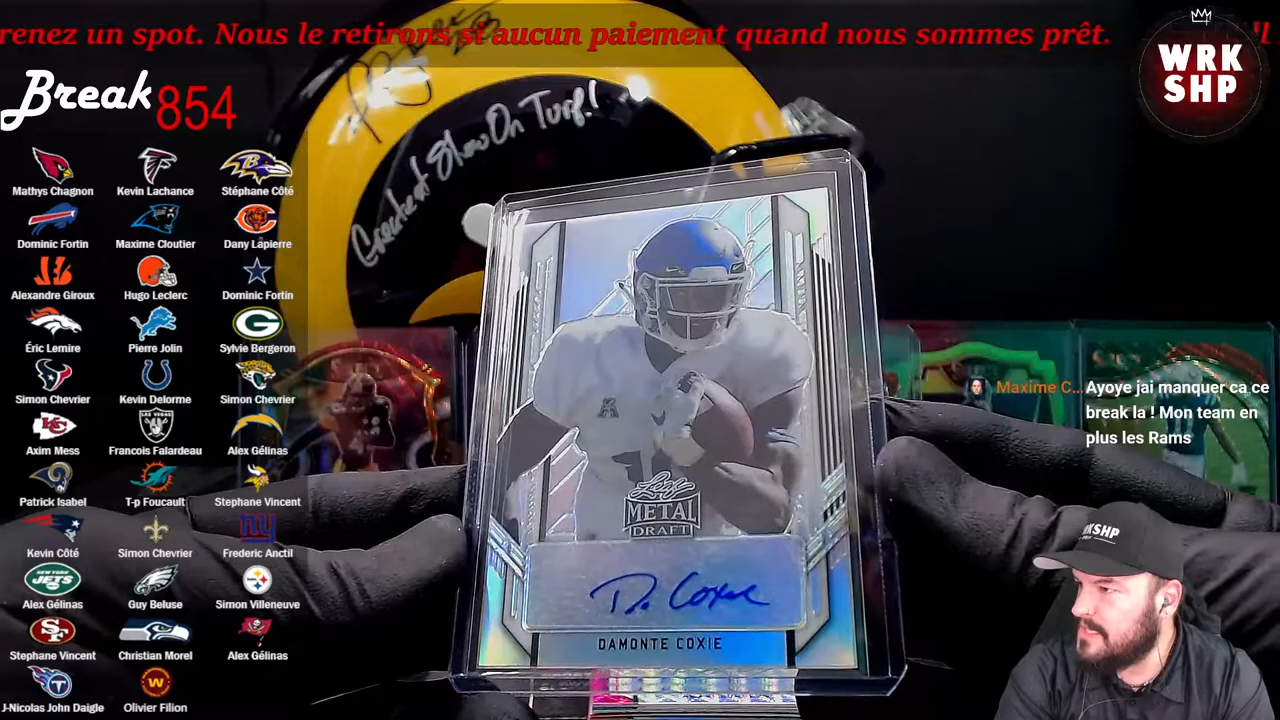 renez un spot. Nous le retirons si aucun paiement quand nous sommes prêt.
WRK
SHP
Break 854
Greatest Show On Turf!
Mathys Chagnon
Kevin Lachance
Stéphane Côté
Dominic Fortin
Maxime Cloutier
Dany Lapierre
Alexandre Giroux
Hugo Leclerc
Dominic Fortin
Éric Lemire
Pierre Jolin
Sylvie Bergeron
Simon Chevrier
Kevin Delorme
Simon Chevrier
Axim Mess
Francois Falardeau
Alex Gélinas
Patrick Isabel
T-p Foucault
Stephane Vincent
Kevin Côté
Simon Chevrier
Frederic Anctil
Alex Gélinas
Guy Beluse
Simon Villeneuve
Stephane Vincent
Christian Morel
Alex Gélinas
J-Nicolas John Daigle
Olivier Filion
Maxime C... Ayoye jai manquer ca ce
break la ! Mon team en
plus les Rams
Leaf
METAL
DRAFT
D. Coxie
DAMONTE COXIE
WRKSHP